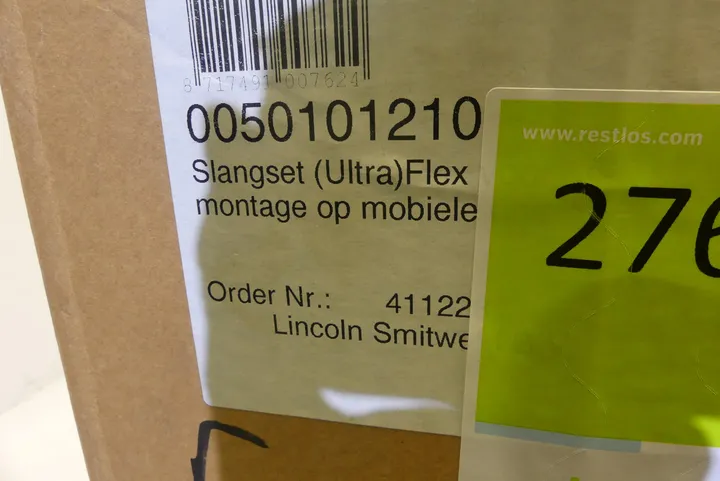 8 717491 007624
0050101210
Slangset (Ultra)Flex
montage op mobiele
Order Nr.: 41122
Lincoln Smitwe
www.restlos.com
276